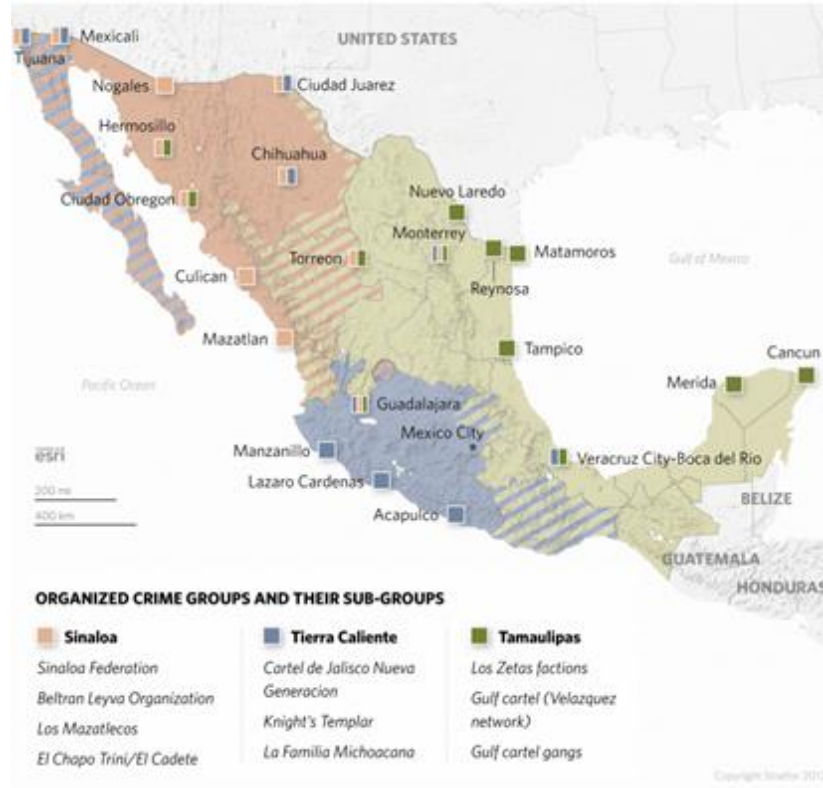 UNITED STATES
Mexicali
Tijuana
Nogales
Ciudad Juarez
Hermosillo
Chihuahua
Nuevo Laredo
Ciudad Obregon
Monterrey
Torreon
Matamoros
Gulf of Mexico
Culican
Reynosa
Mazatlan
Tampico
Cancun
Pacific Ocean
Merida
Guadalajara
Mexico City
Manzanillo
Veracruz City-Boca del Rio
esri
Lazaro Cardenas
200 mi
BELIZE
Acapulco
400 km
GUATEMALA
HONDURAS
ORGANIZED CRIME GROUPS AND THEIR SUB-GROUPS
Sinaloa
Sinaloa Federation
Beltran Leyva Organization
Los Mazatlecos
El Chapo Trini/El Cadete
Tierra Caliente
Cartel de Jalisco Nueva
Generacion
Knight's Templar
La Familia Michoacana
Tamaulipas
Los Zetas factions
Gulf cartel (Velazquez
network)
Gulf cartel gangs
Copyright Stratfor